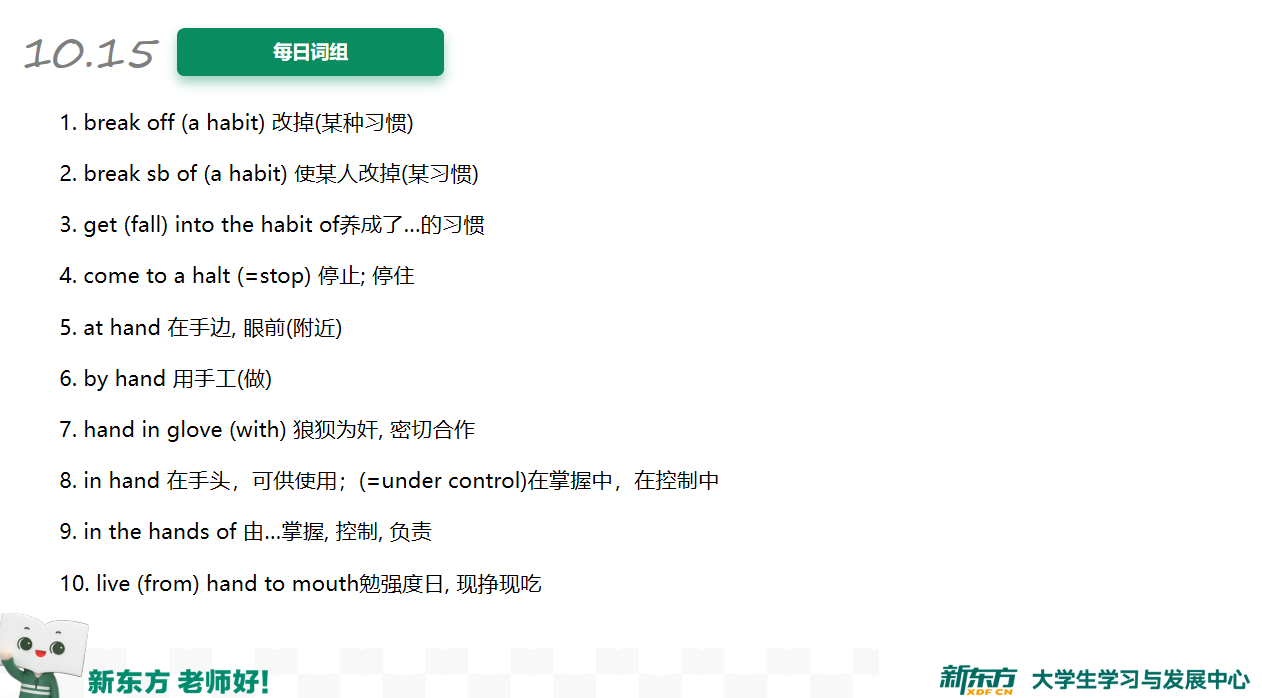 10.15
每日词组
1. break off (a habit) 改掉(某种习惯)
2. break sb of (a habit) 使某人改掉(某习惯)
3. get (fall) into the habit of养成了…的习惯
4. come to a halt (=stop) 停止; 停住
5. at hand 在手边, 眼前(附近)
6. by hand 用手工(做)
7. hand in glove (with) 狼狈为奸, 密切合作
8. in hand 在手头，可供使用；(=under control)在掌握中，在控制中
9. in the hands of 由…掌握, 控制, 负责
10. live (from) hand to mouth勉强度日, 现挣现吃
新东方 老师好!
新东方 大学生学习与发展中心
XDF.CN